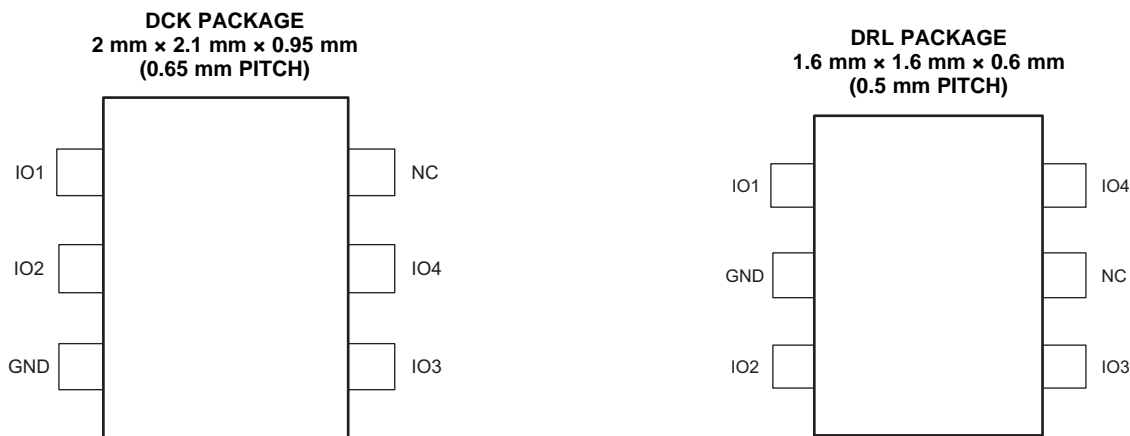 DCK PACKAGE
2 mm × 2.1 mm × 0.95 mm
(0.65 mm PITCH)
IO1
NC
IO2
IO4
GND
IO3
DRL PACKAGE
1.6 mm × 1.6 mm × 0.6 mm
(0.5 mm PITCH)
IO1
IO4
GND
NC
IO2
IO3